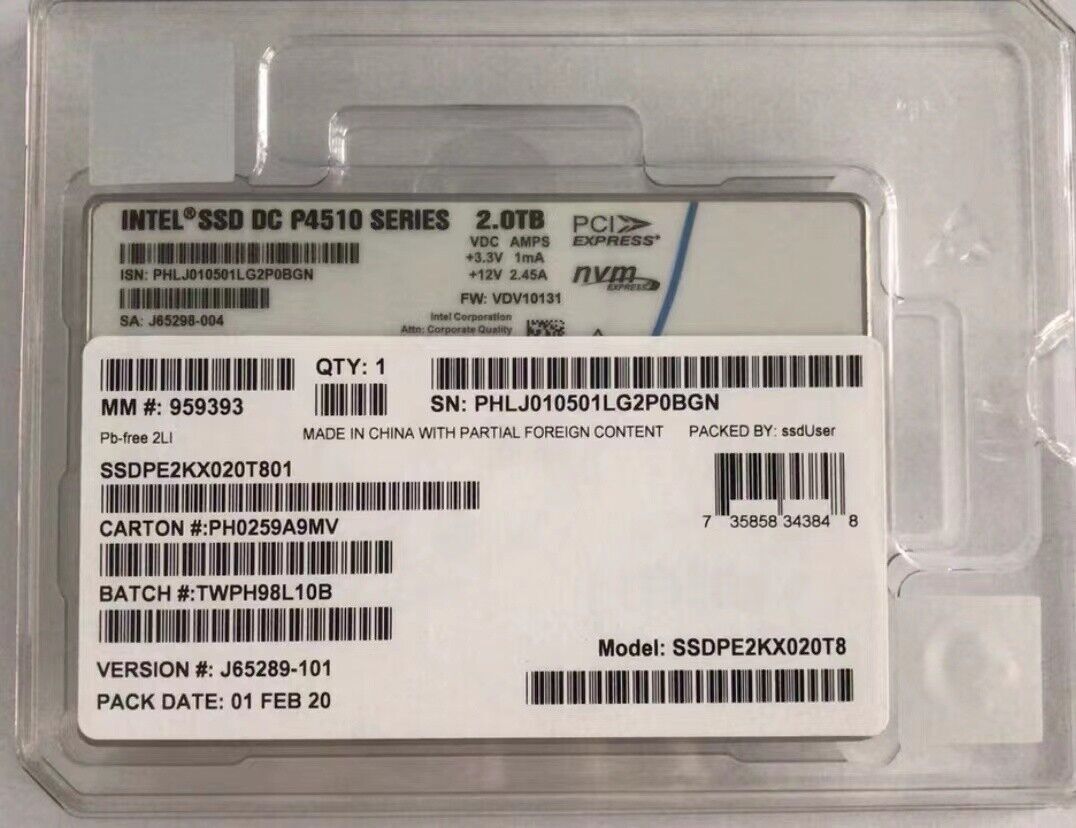 INTEL® SSD DC P4510 SERIES 2.0TB
PCI EXPRESS®
VDC AMPS
+3.3V 1mA
+12V 2.45A
nvm EXPRESS
ISN: PHLJ010501LG2P0BGN
FW: VDV10131
SA: J65298-004
Intel Corporation
Attn: Corporate Quality
QTY: 1
MM #: 959393
SN: PHLJ010501LG2P0BGN
Pb-free 2LI
MADE IN CHINA WITH PARTIAL FOREIGN CONTENT
PACKED BY: ssdUser
SSDPE2KX020T801
7 35858 34384 8
CARTON #:PH0259A9MV
BATCH #:TWPH98L10B
Model: SSDPE2KX020T8
VERSION #: J65289-101
PACK DATE: 01 FEB 20